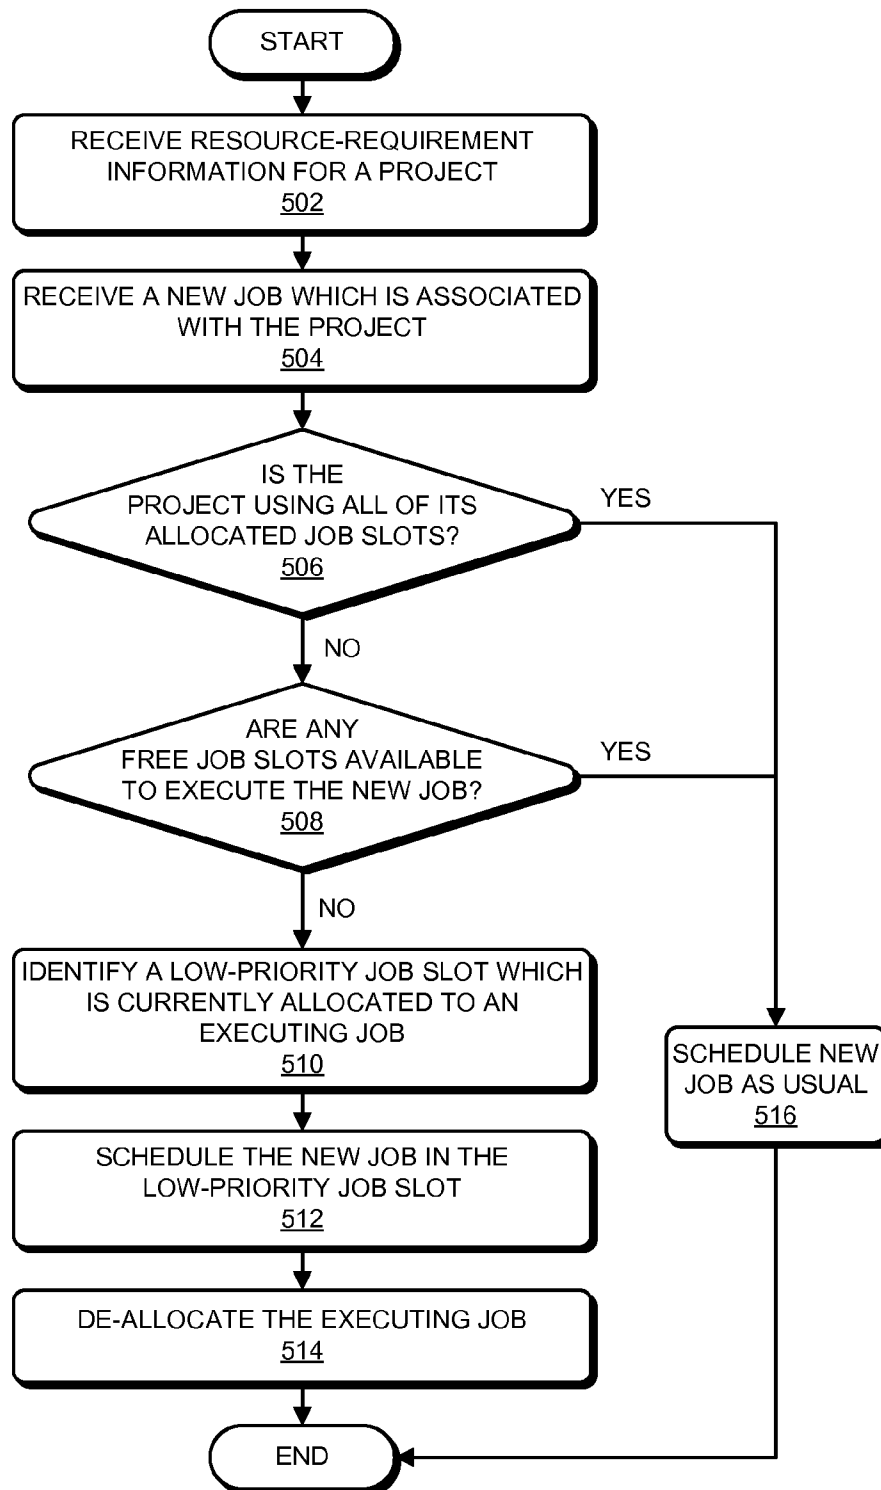 START
RECEIVE RESOURCE-REQUIREMENT
INFORMATION FOR A PROJECT
502
RECEIVE A NEW JOB WHICH IS ASSOCIATED
WITH THE PROJECT
504
IS THE
PROJECT USING ALL OF ITS
ALLOCATED JOB SLOTS?
506
YES
NO
ARE ANY
FREE JOB SLOTS AVAILABLE
TO EXECUTE THE NEW JOB?
508
YES
NO
IDENTIFY A LOW-PRIORITY JOB SLOT WHICH
IS CURRENTLY ALLOCATED TO AN
EXECUTING JOB
510
SCHEDULE NEW
JOB AS USUAL
516
SCHEDULE THE NEW JOB IN THE
LOW-PRIORITY JOB SLOT
512
DE-ALLOCATE THE EXECUTING JOB
514
END